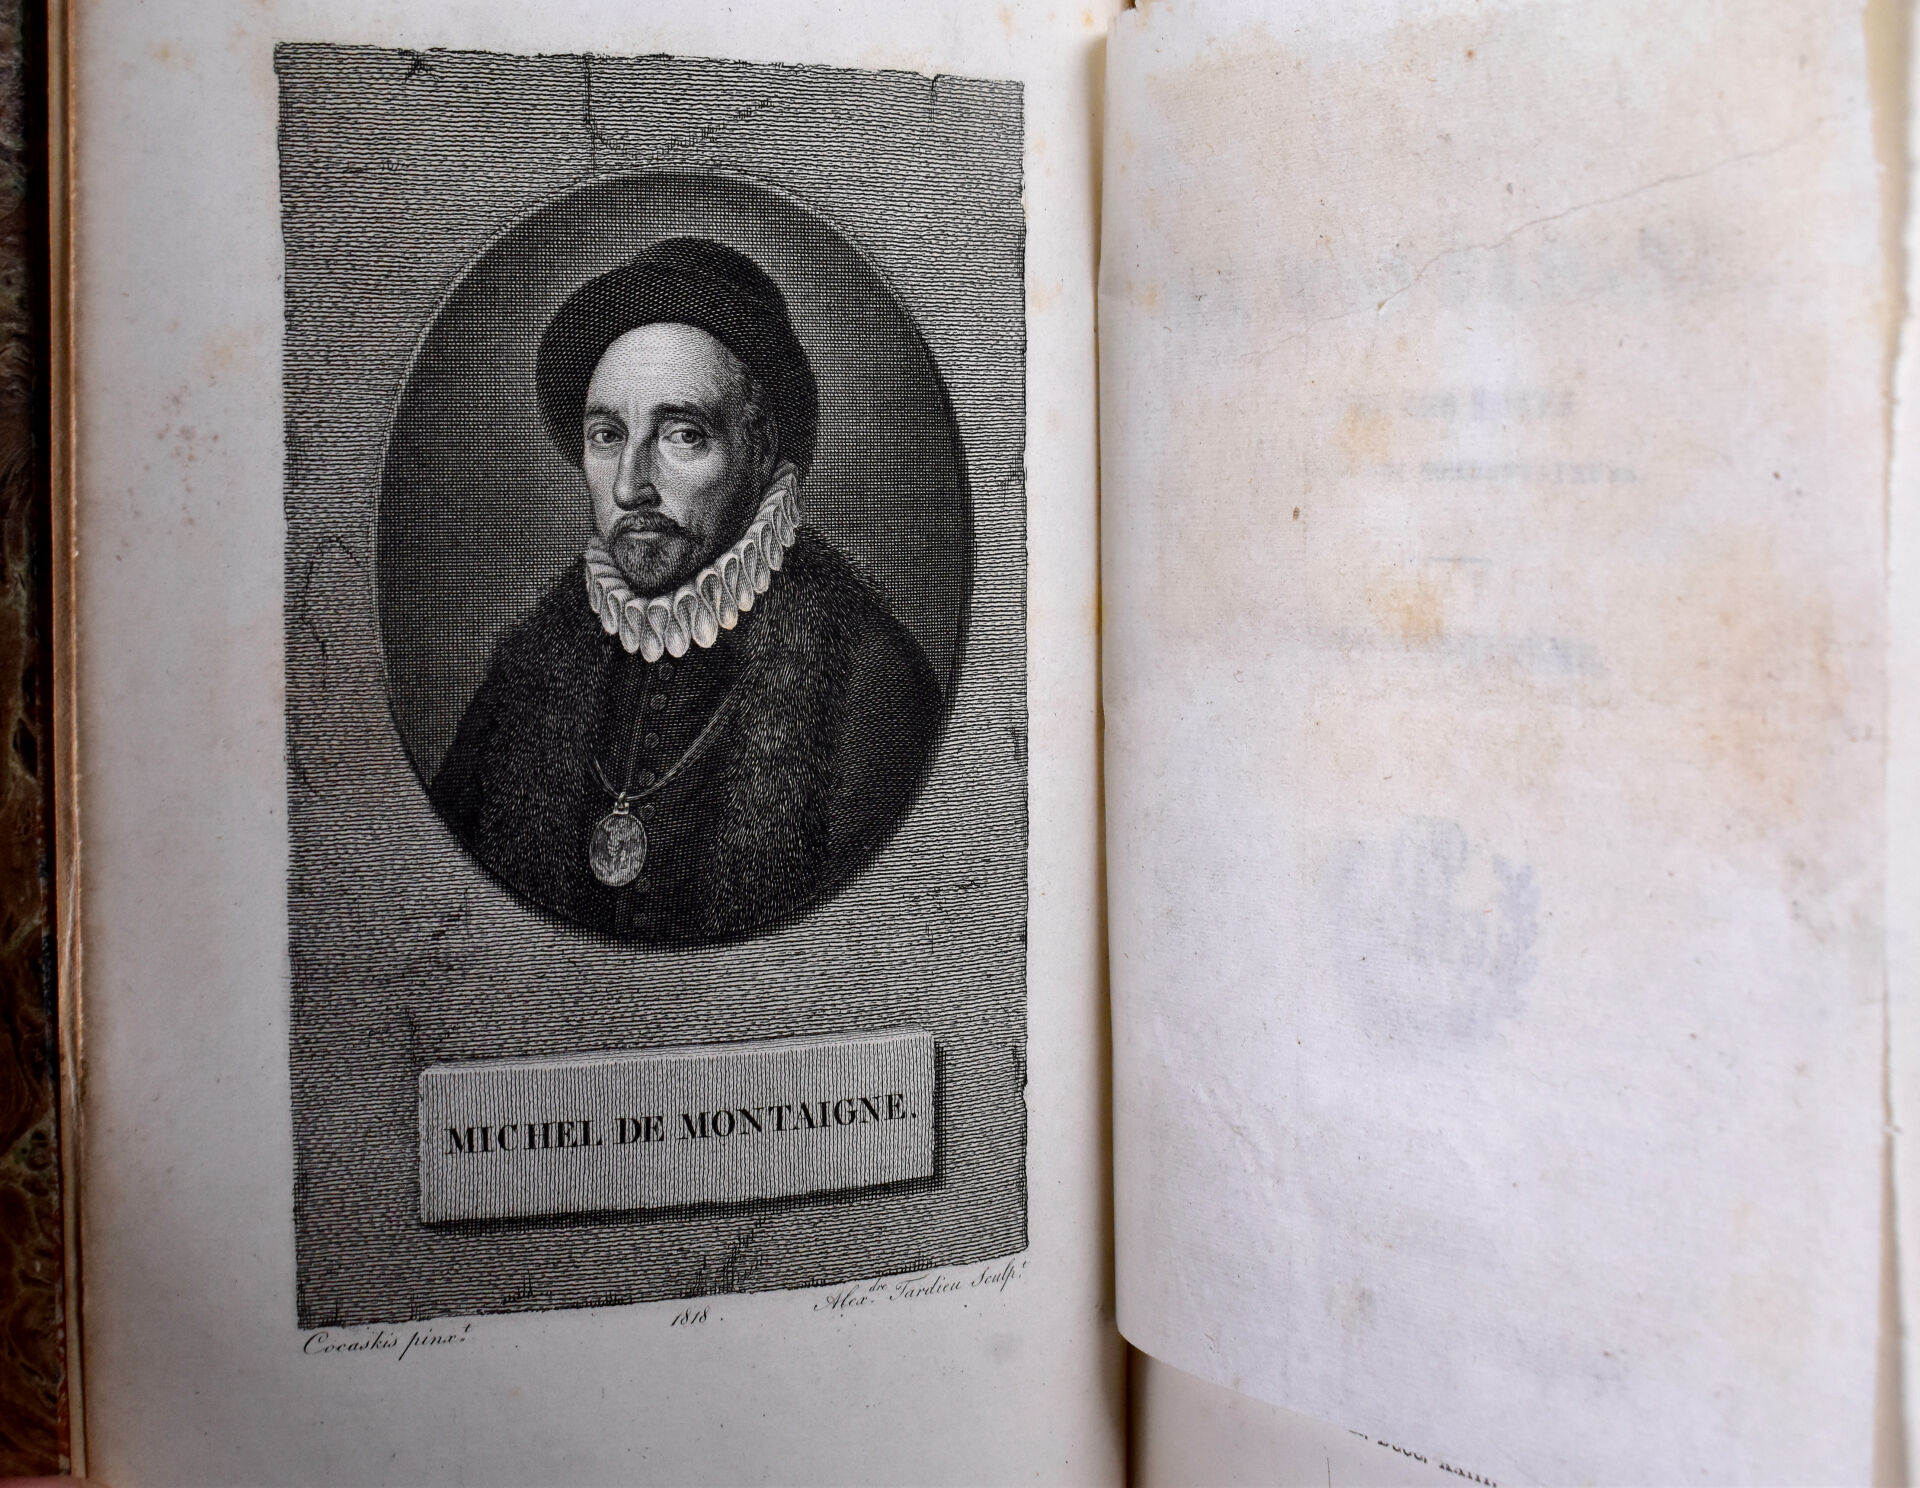 MICHEL DE MONTAIGNE.
Cocaskis pinx.t
1818.
Alex.dre Tardieu Sculp.t